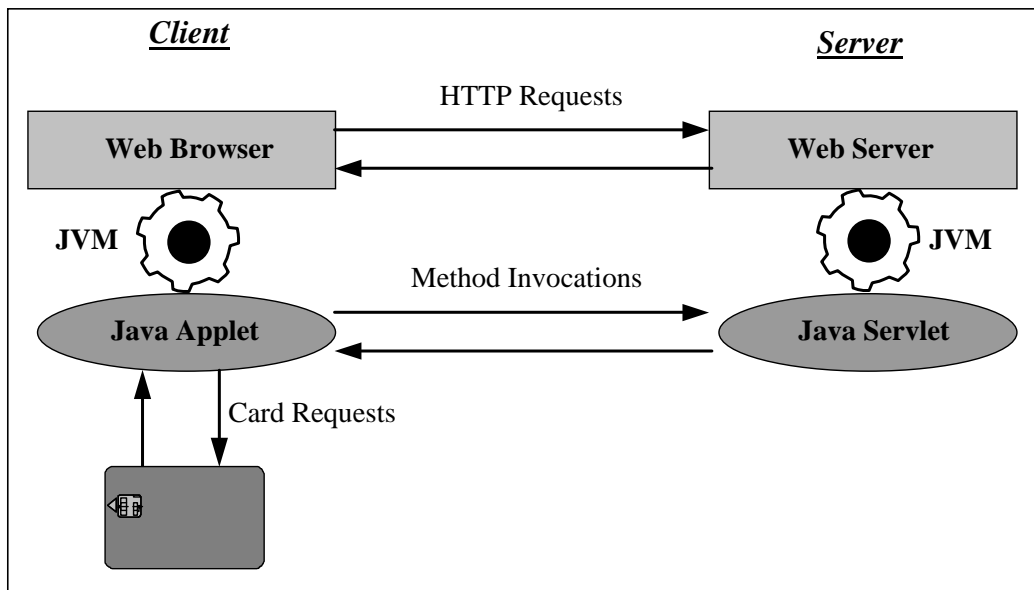 Client
Server
HTTP Requests
Web Browser
Web Server
JVM
JVM
Method Invocations
Java Applet
Java Servlet
Card Requests